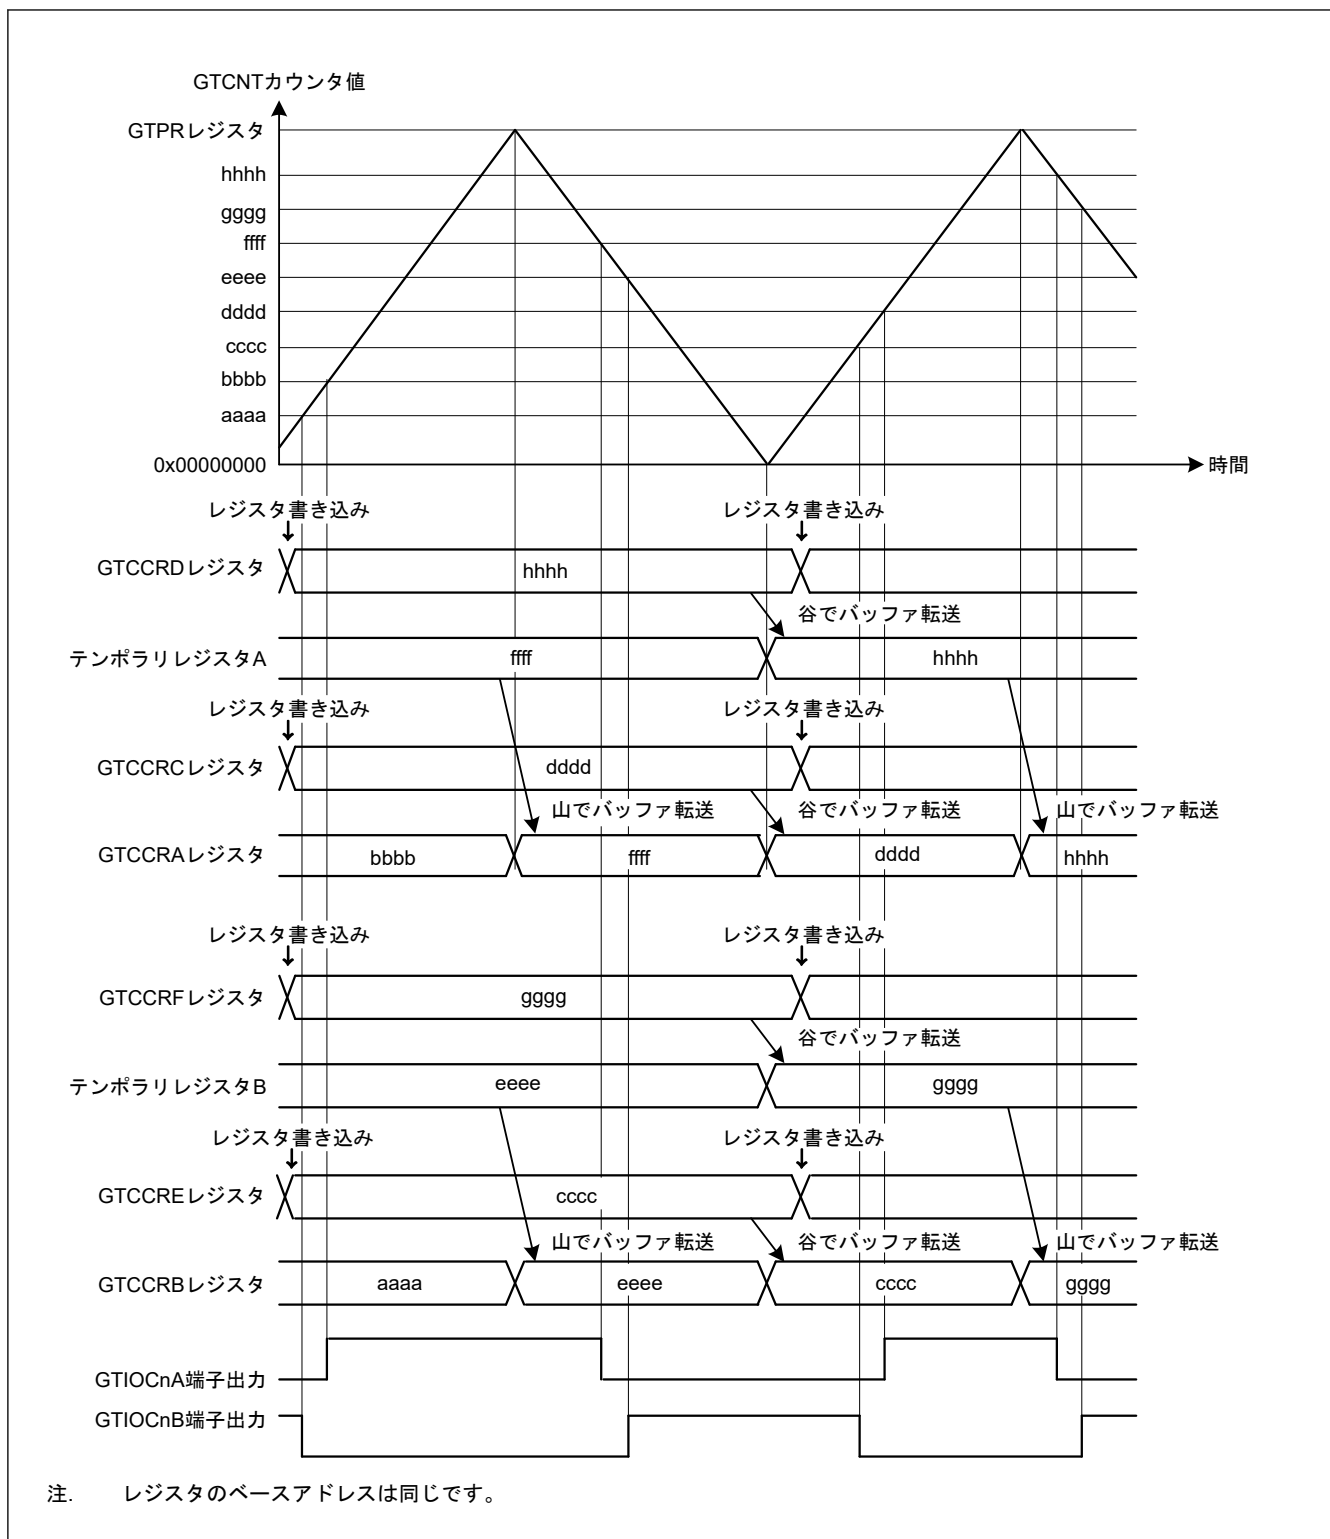 GTCNTカウンタ値
GTPRレジスタ
hhhh
gggg
ffff
eeee
dddd
cccc
bbbb
aaaa
0x00000000
時間
レジスタ書き込み
レジスタ書き込み
GTCCRDレジスタ
hhhh
谷でバッファ転送
テンポラリレジスタA
ffff
hhhh
レジスタ書き込み
レジスタ書き込み
GTCCRCレジスタ
dddd
山でバッファ転送
谷でバッファ転送
山でバッファ転送
GTCCRAレジスタ
bbbb
ffff
dddd
hhhh
レジスタ書き込み
レジスタ書き込み
GTCCRFレジスタ
gggg
谷でバッファ転送
テンポラリレジスタB
eeee
gggg
レジスタ書き込み
レジスタ書き込み
GTCCREレジスタ
cccc
山でバッファ転送
谷でバッファ転送
山でバッファ転送
GTCCRBレジスタ
aaaa
eeee
cccc
gggg
GTIOCnA端子出力
GTIOCnB端子出力
注. レジスタのベースアドレスは同じです。